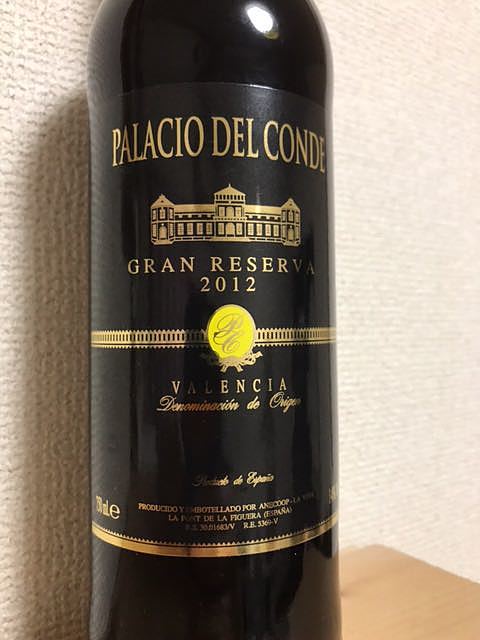 PALACIO DEL CONDE
GRAN RESERVA
2012
PC
VALENCIA
Denominación de Origen
Producto de España
750 mL e
PRODUCIDO Y EMBOTELLADO POR ANECOOP - LA VIÑA
LA FONT DE LA FIGUERA (ESPAÑA)
R.E. 5369-V